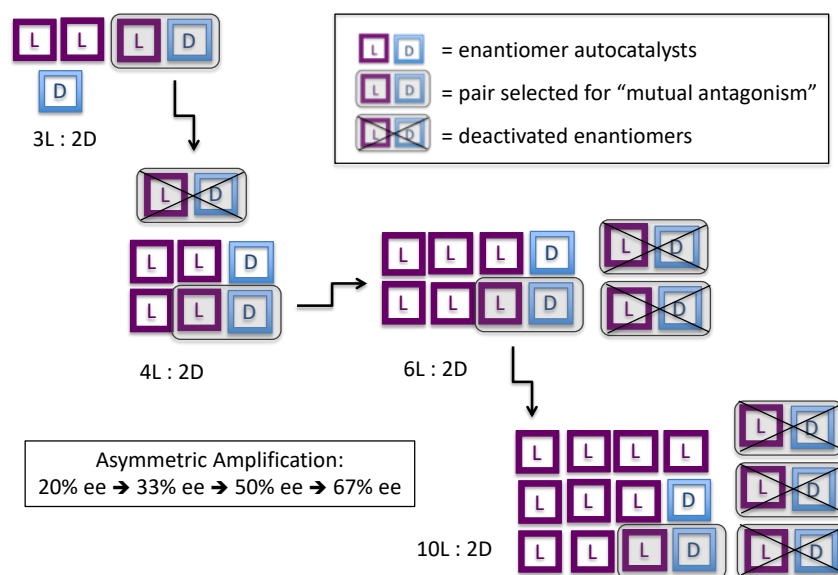 L L L D
D
3L : 2D
L D = enantiomer autocatalysts
L D = pair selected for “mutual antagonism”
L D = deactivated enantiomers
L D
L L D
L L D
4L : 2D
L L L D
L L L D
L D
L D
6L : 2D
Asymmetric Amplification:
20% ee ➔ 33% ee ➔ 50% ee ➔ 67% ee
L L L L
L L L D
L L L D
L D
L D
L D
10L : 2D